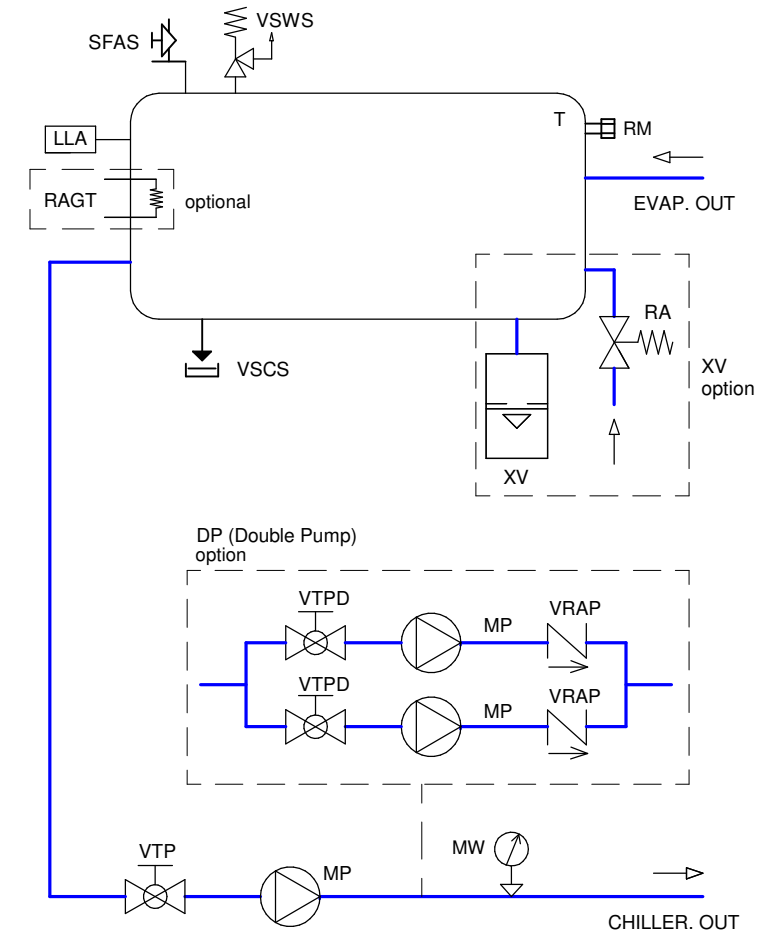 VSWS
SFAS
T
RM
LLA
RAGT
optional
EVAP. OUT
RA
XV
option
VSCS
XV
DP (Double Pump)
option
VTPD
MP
VRAP
VTPD
MP
VRAP
VTP
MP
MW
CHILLER. OUT